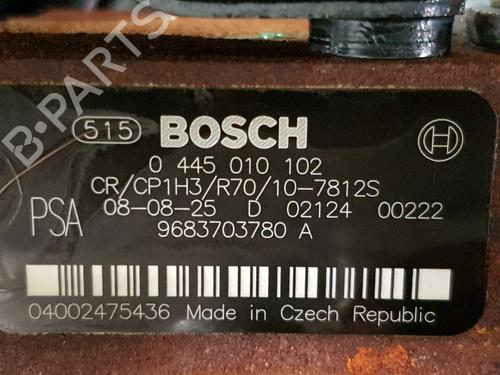 B-PARTS
515 BOSCH
0 445 010 102
CR/CP1H3/R70/10-7812S
PSA 08-08-25 D 02124 00222
9683703780 A
04002475436 Made in Czech Republic